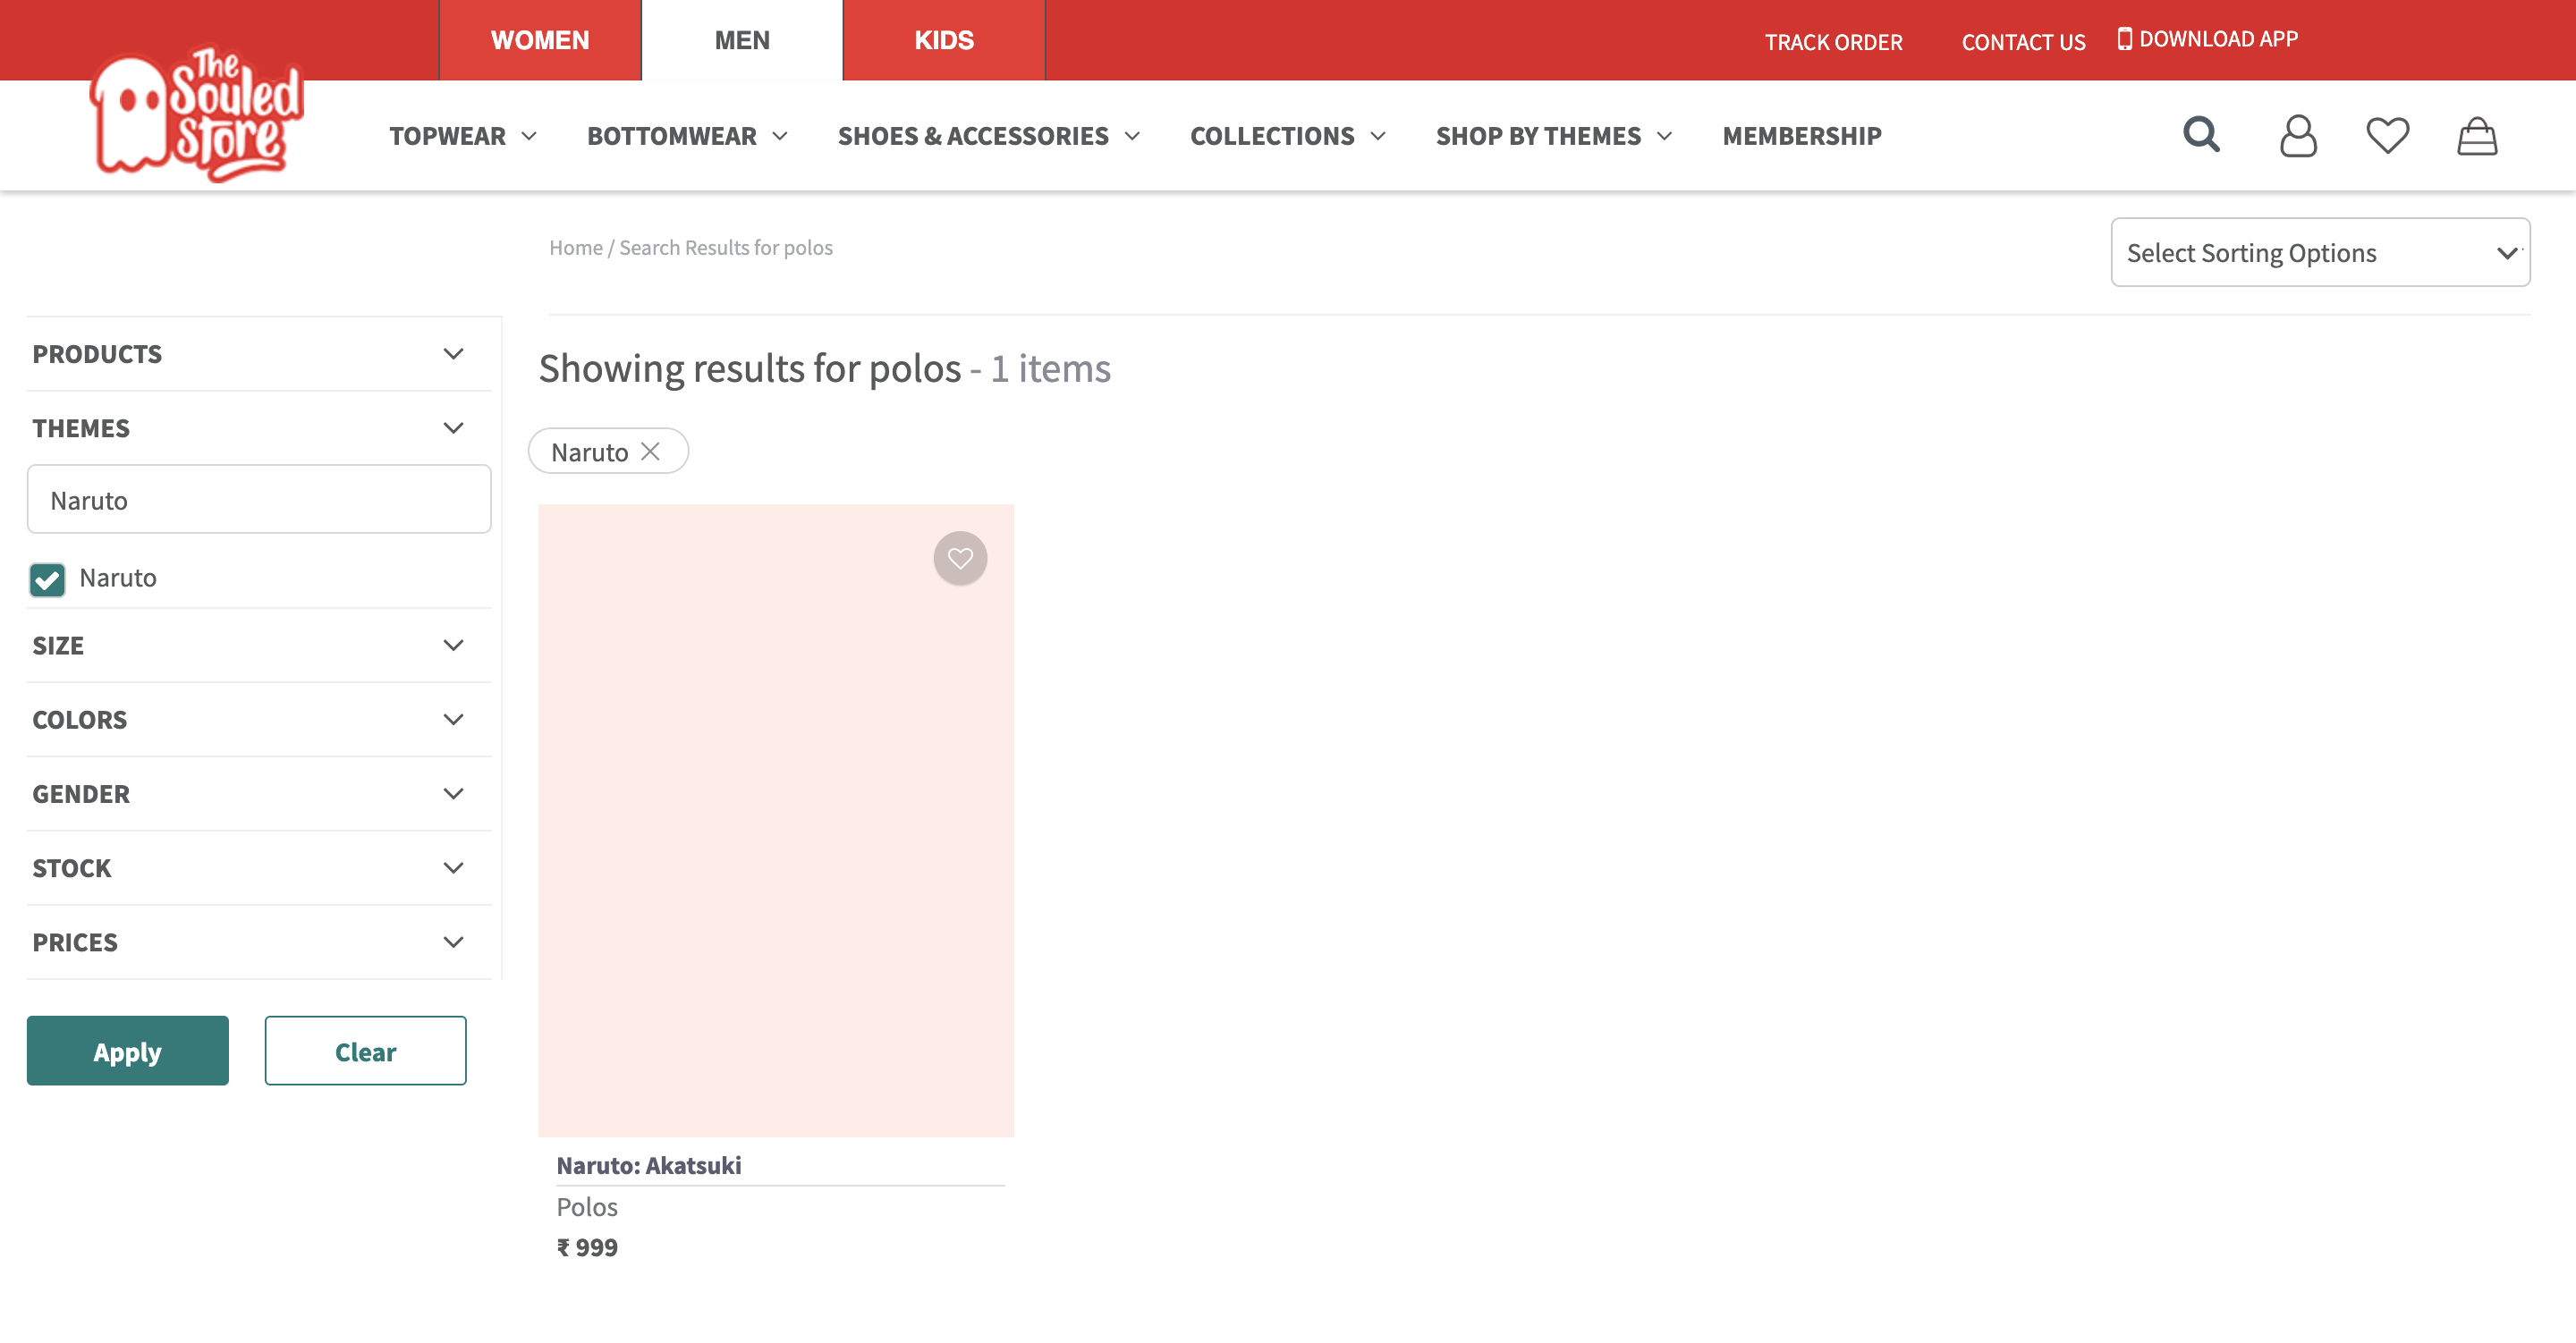 WOMEN
MEN
KIDS
TRACK ORDER
CONTACT US
DOWNLOAD APP
The
Souled
Store
TOPWEAR
BOTTOMWEAR
SHOES & ACCESSORIES
COLLECTIONS
SHOP BY THEMES
MEMBERSHIP
Home / Search Results for polos
Select Sorting Options
PRODUCTS
THEMES
Naruto
Naruto
SIZE
COLORS
GENDER
STOCK
PRICES
Apply
Clear
Showing results for polos - 1 items
Naruto
Naruto: Akatsuki
Polos
₹ 999